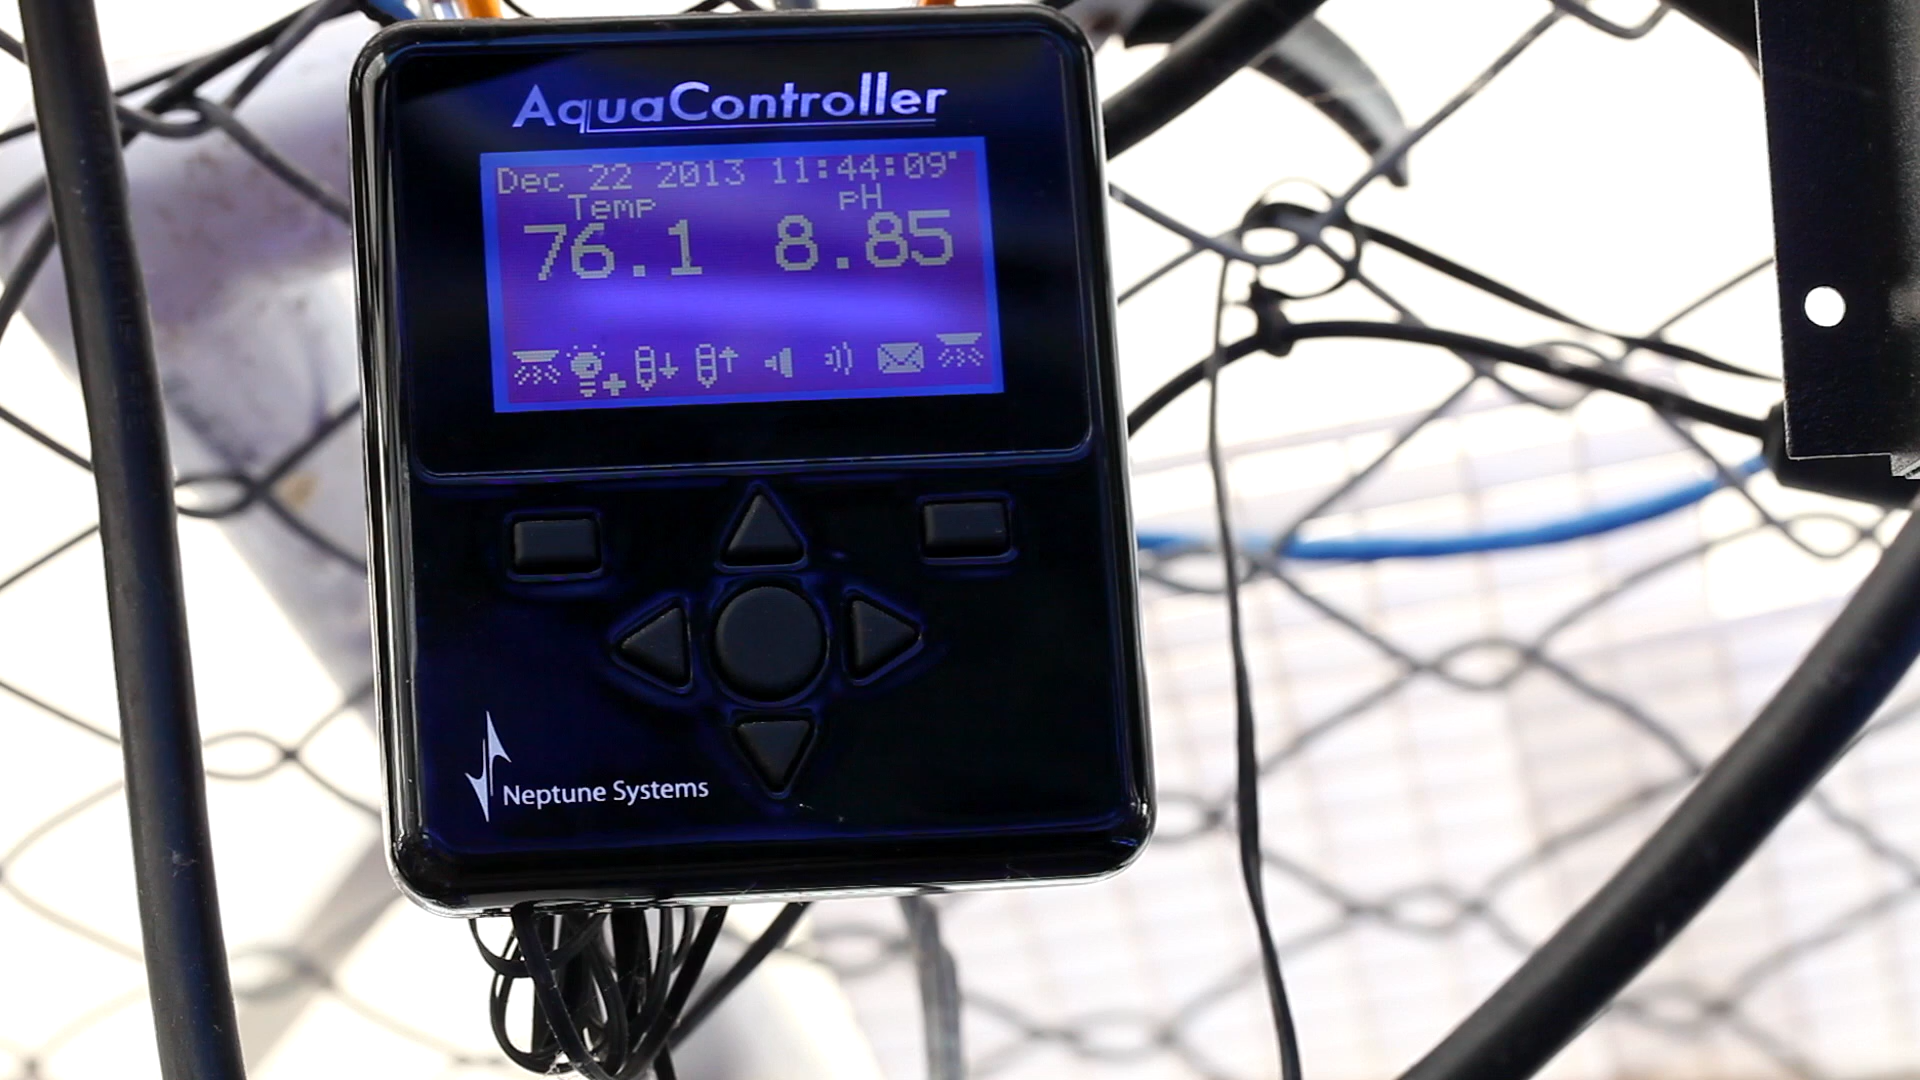 AquaController
Dec 22 2013 11:44:09
Temp pH
76.1 8.85
Neptune Systems